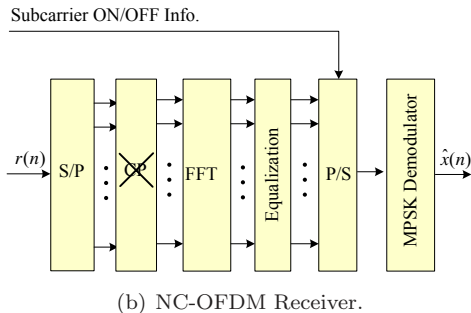 Subcarrier ON/OFF Info.
r(n)
S/P
CP
FFT
Equalization
P/S
MPSK Demodulator
x̂(n)
(b) NC-OFDM Receiver.